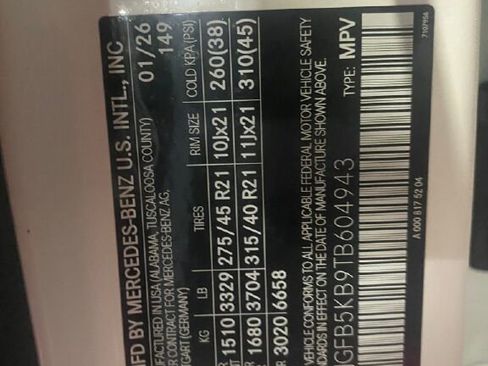 MFD BY MERCEDES-BENZ U.S. INTL., INC
IN USA (ALABAMA, TUSCALOOSA COUNTY) 01/26
CONTRACT FOR MERCEDES-BENZ AG, 149
(GERMANY)
KG LB TIRES RIM SIZE COLD KPA(PSI)
1510 3329 275/45 R21 10Jx21 260(38)
1680 3704 315/40 R21 11Jx21 310(45)
3020 6658
VEHICLE CONFORMS TO ALL APPLICABLE FEDERAL MOTOR VEHICLE SAFETY
STANDARDS IN EFFECT ON THE DATE OF MANUFACTURE SHOWN ABOVE.
GFB5KB9TB604943 TYPE: MPV
A 000 817 52 04
7107956